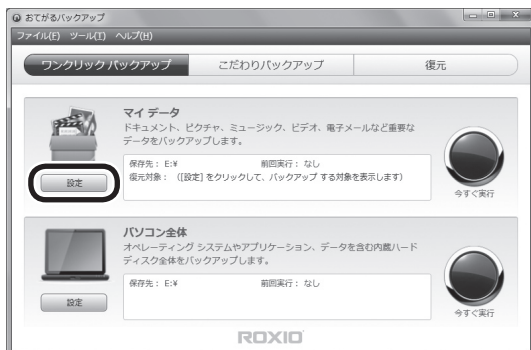 おてがるバックアップ
ファイル(F) ツール(T) ヘルプ(H)
ワンクリック バックアップ こだわりバックアップ 復元
マイ データ
ドキュメント、ピクチャ、ミュージック、ビデオ、電子メールなど重要な
データをバックアップします。
設定
保存先： E:¥ 前回実行： なし
復元対象： （[設定] をクリックして、バックアップ する対象を表示します）
今すぐ実行
パソコン全体
オペレーティング システムやアプリケーション、データを含む内蔵ハード
ディスク全体をバックアップします。
設定
保存先： E:¥ 前回実行： なし
今すぐ実行
ROXIO